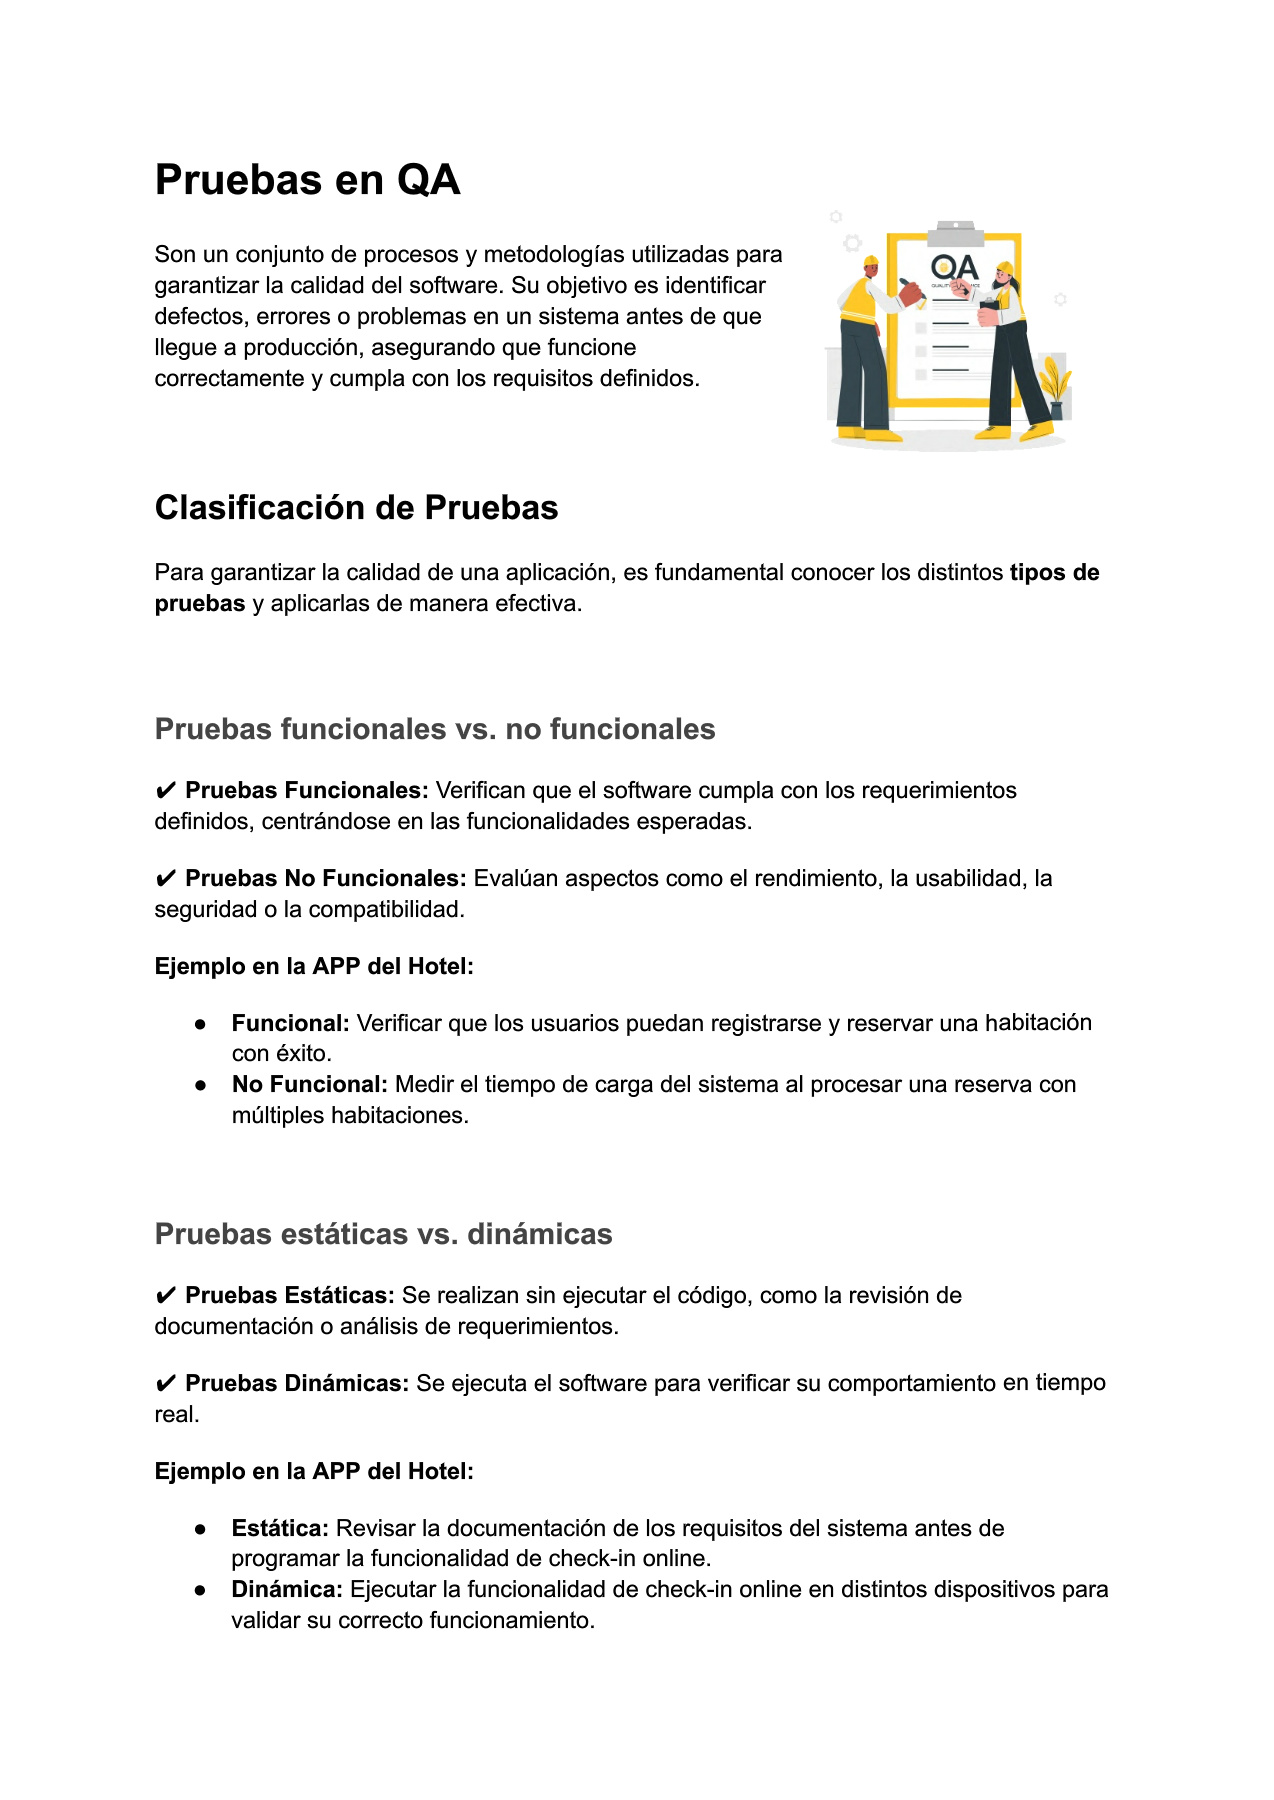 Pruebas en QA
Son un conjunto de procesos y metodologías utilizadas para
garantizar la calidad del software. Su objetivo es identificar
defectos, errores o problemas en un sistema antes de que
llegue a producción, asegurando que funcione
correctamente y cumpla con los requisitos definidos.
QA
Clasificación de Pruebas
Para garantizar la calidad de una aplicación, es fundamental conocer los distintos tipos de
pruebas y aplicarlas de manera efectiva.
Pruebas funcionales vs. no funcionales
✔ Pruebas Funcionales: Verifican que el software cumpla con los requerimientos
definidos, centrándose en las funcionalidades esperadas.
✔ Pruebas No Funcionales: Evalúan aspectos como el rendimiento, la usabilidad, la
seguridad o la compatibilidad.
Ejemplo en la APP del Hotel:
● Funcional: Verificar que los usuarios puedan registrarse y reservar una habitación
con éxito.
● No Funcional: Medir el tiempo de carga del sistema al procesar una reserva con
múltiples habitaciones.
Pruebas estáticas vs. dinámicas
✔ Pruebas Estáticas: Se realizan sin ejecutar el código, como la revisión de
documentación o análisis de requerimientos.
✔ Pruebas Dinámicas: Se ejecuta el software para verificar su comportamiento en tiempo
real.
Ejemplo en la APP del Hotel:
● Estática: Revisar la documentación de los requisitos del sistema antes de
programar la funcionalidad de check-in online.
● Dinámica: Ejecutar la funcionalidad de check-in online en distintos dispositivos para
validar su correcto funcionamiento.